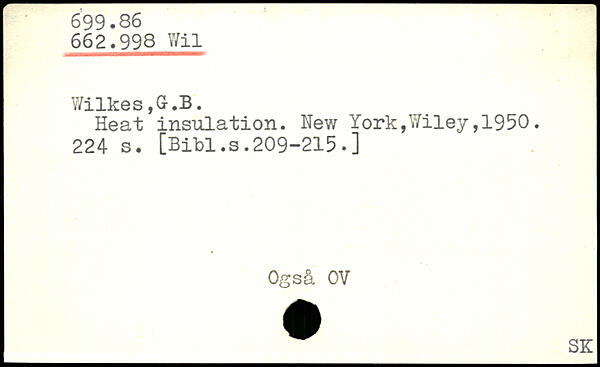 699.86
662.998 Wil
Wilkes,G.B.
Heat insulation. New York,Wiley,1950.
224 s. [Bibl.s.209-215.]
Også OV
SK